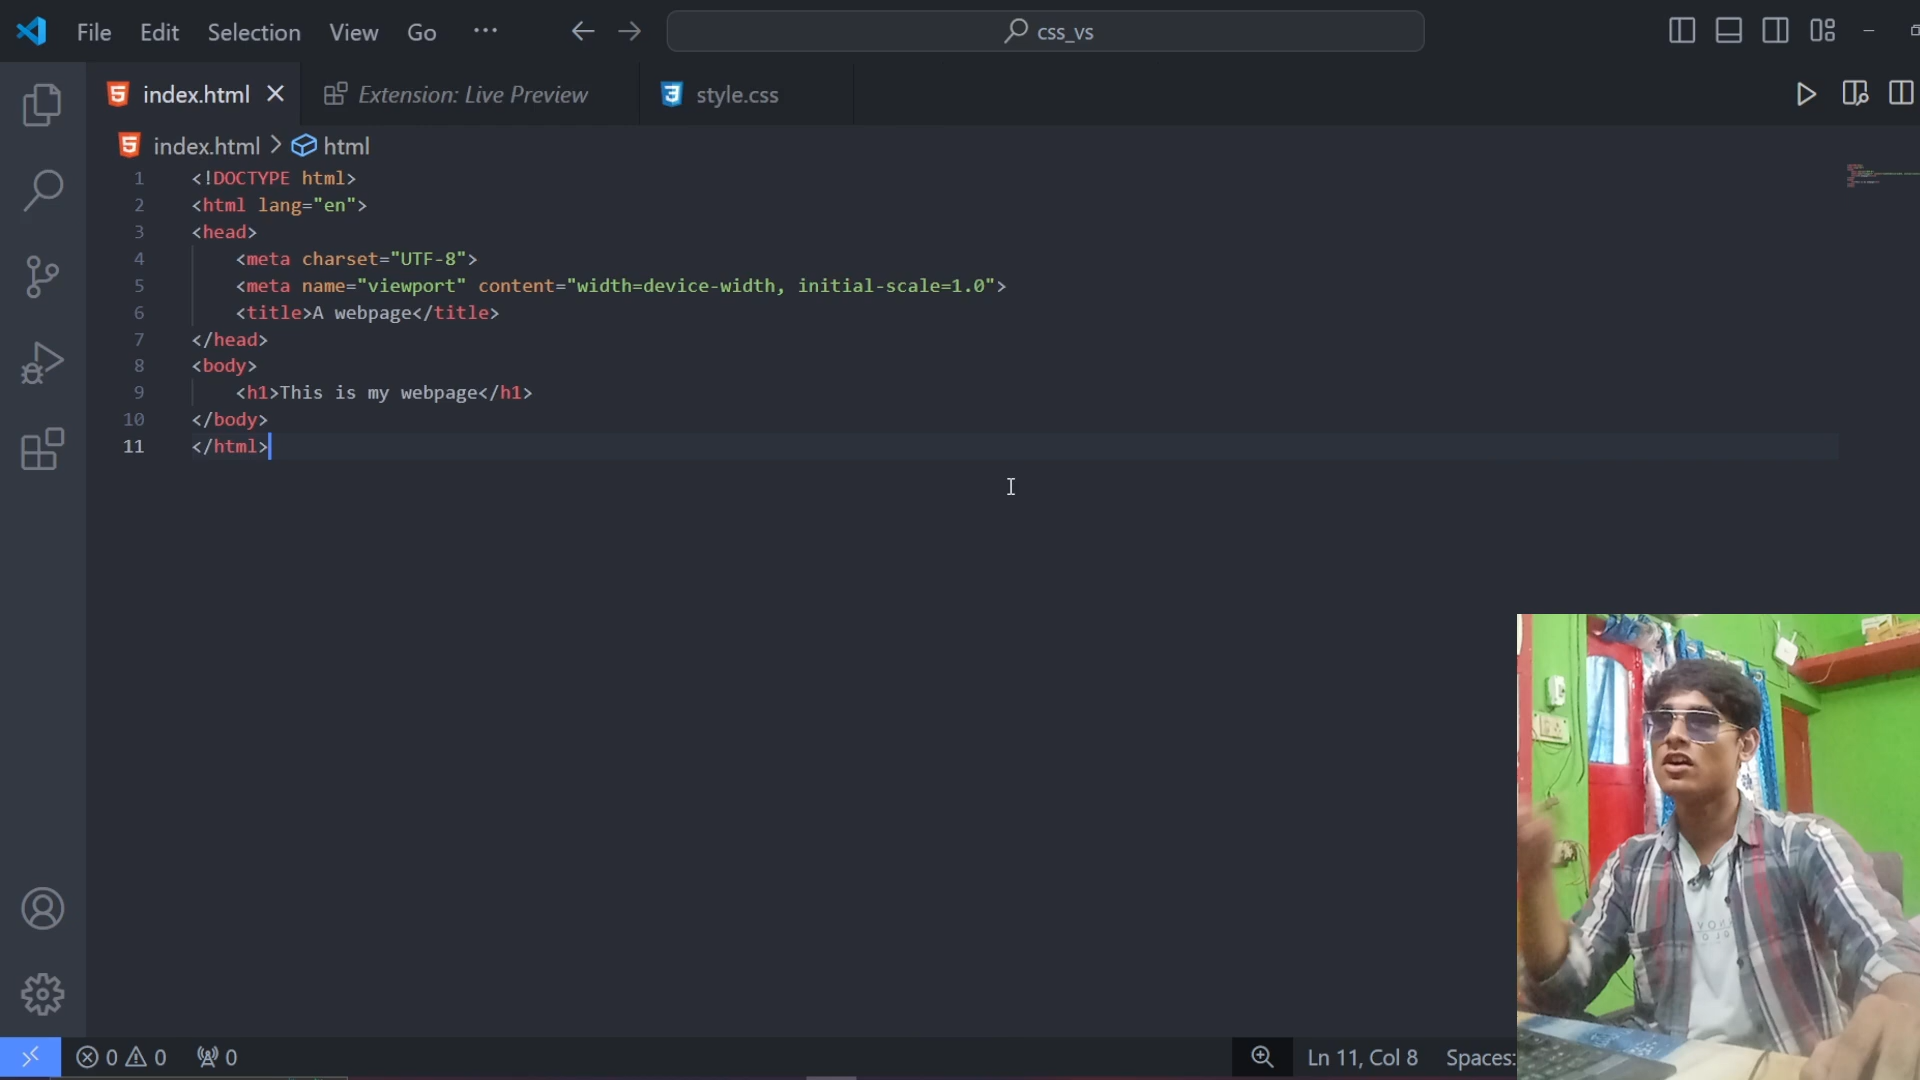 File Edit Selection View Go ··· css_vs
index.html Extension: Live Preview style.css
index.html > html
1 <!DOCTYPE html>
2 <html lang="en">
3 <head>
4 <meta charset="UTF-8">
5 <meta name="viewport" content="width=device-width, initial-scale=1.0">
6 <title>A webpage</title>
7 </head>
8 <body>
9 <h1>This is my webpage</h1>
10 </body>
11 </html>
0 0 0 Ln 11, Col 8 Spaces: